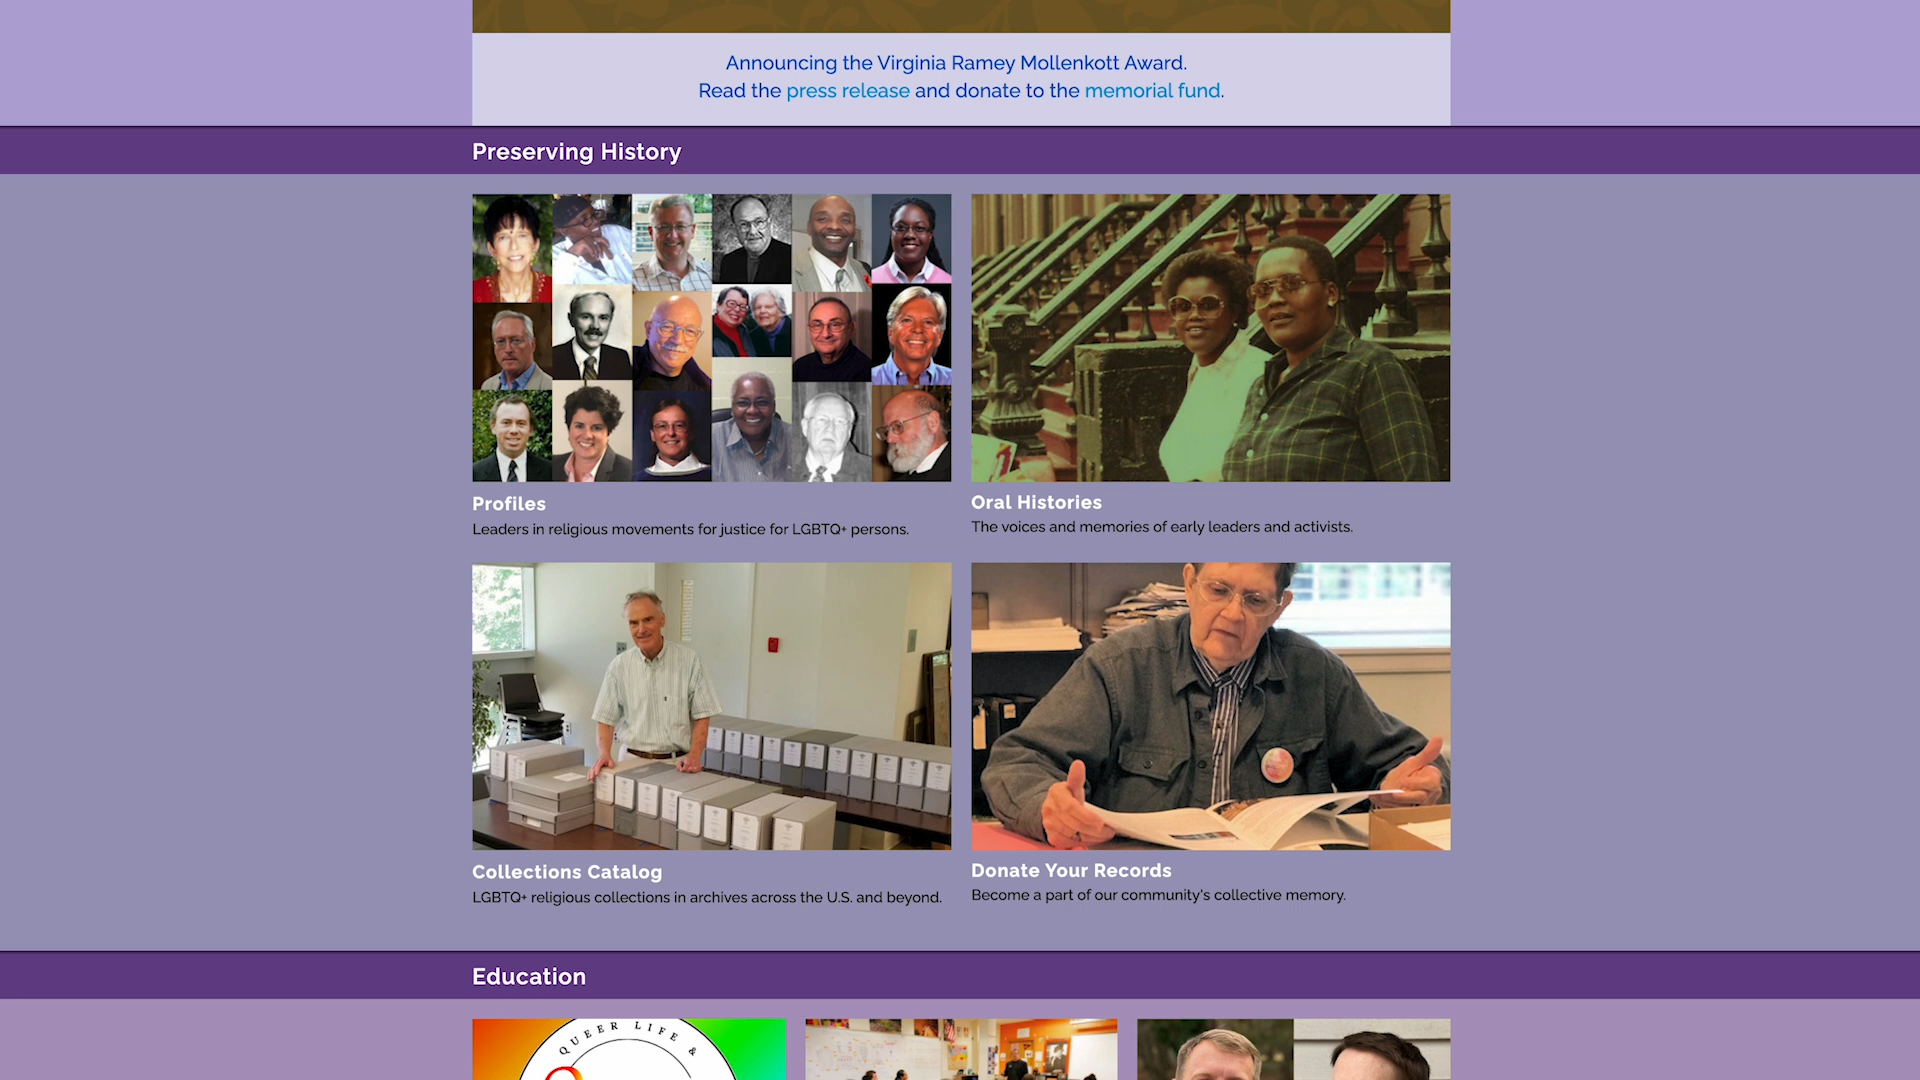 Announcing the Virginia Ramey Mollenkott Award.
Read the press release and donate to the memorial fund.
Preserving History
Profiles
Leaders in religious movements for justice for LGBTQ+ persons.
Oral Histories
The voices and memories of early leaders and activists.
Collections Catalog
LGBTQ+ religious collections in archives across the U.S. and beyond.
Donate Your Records
Become a part of our community's collective memory.
Education
QUEER LIFE &